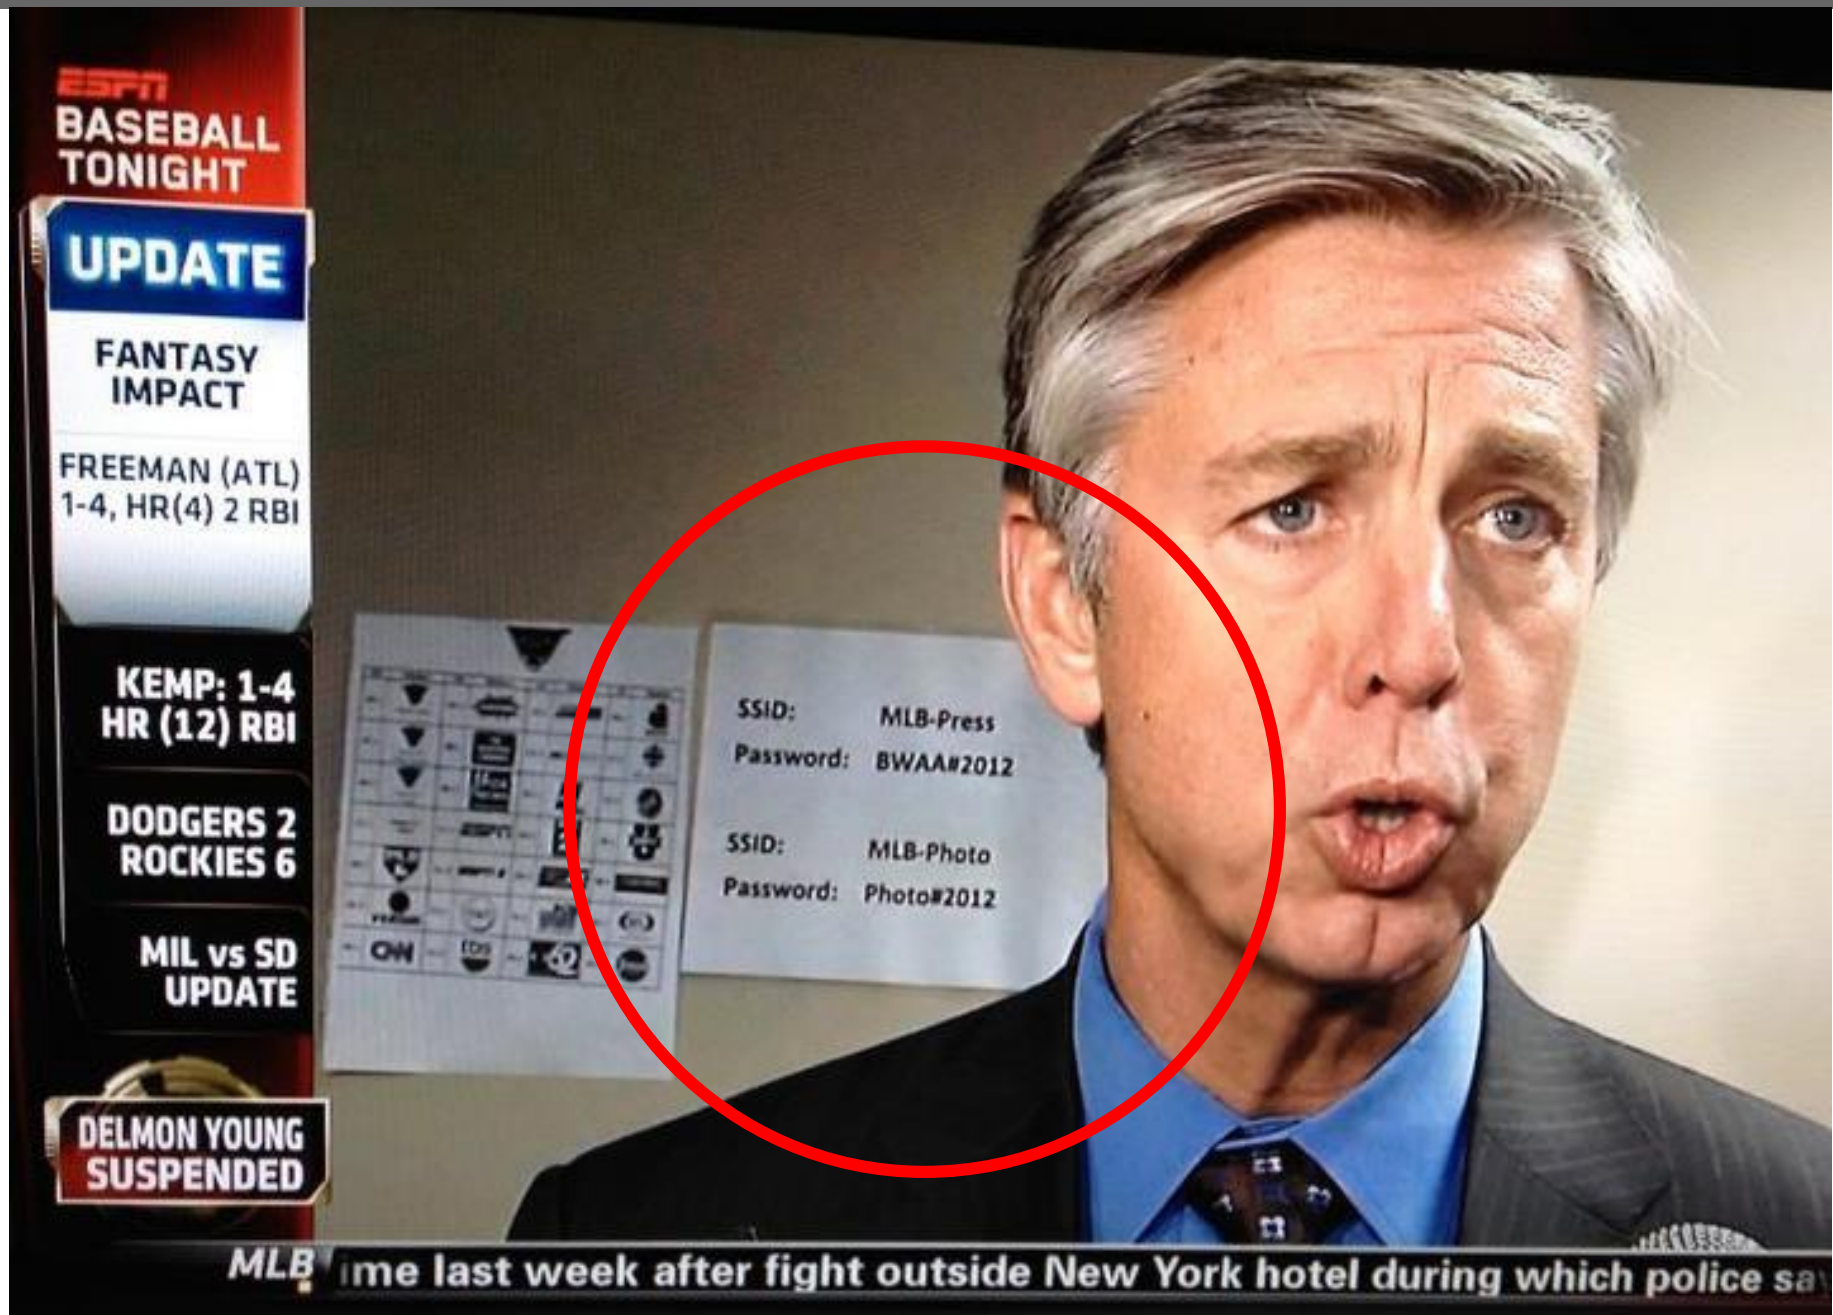 ESPN
BASEBALL
TONIGHT
UPDATE
FANTASY
IMPACT
FREEMAN (ATL)
1-4, HR(4) 2 RBI
KEMP: 1-4
HR (12) RBI
DODGERS 2
ROCKIES 6
MIL vs SD
UPDATE
DELMON YOUNG
SUSPENDED
ESPN
CNN
SSID: MLB-Press
Password: BWAA#2012
SSID: MLB-Photo
Password: Photo#2012
MLB ime last week after fight outside New York hotel during which police sa